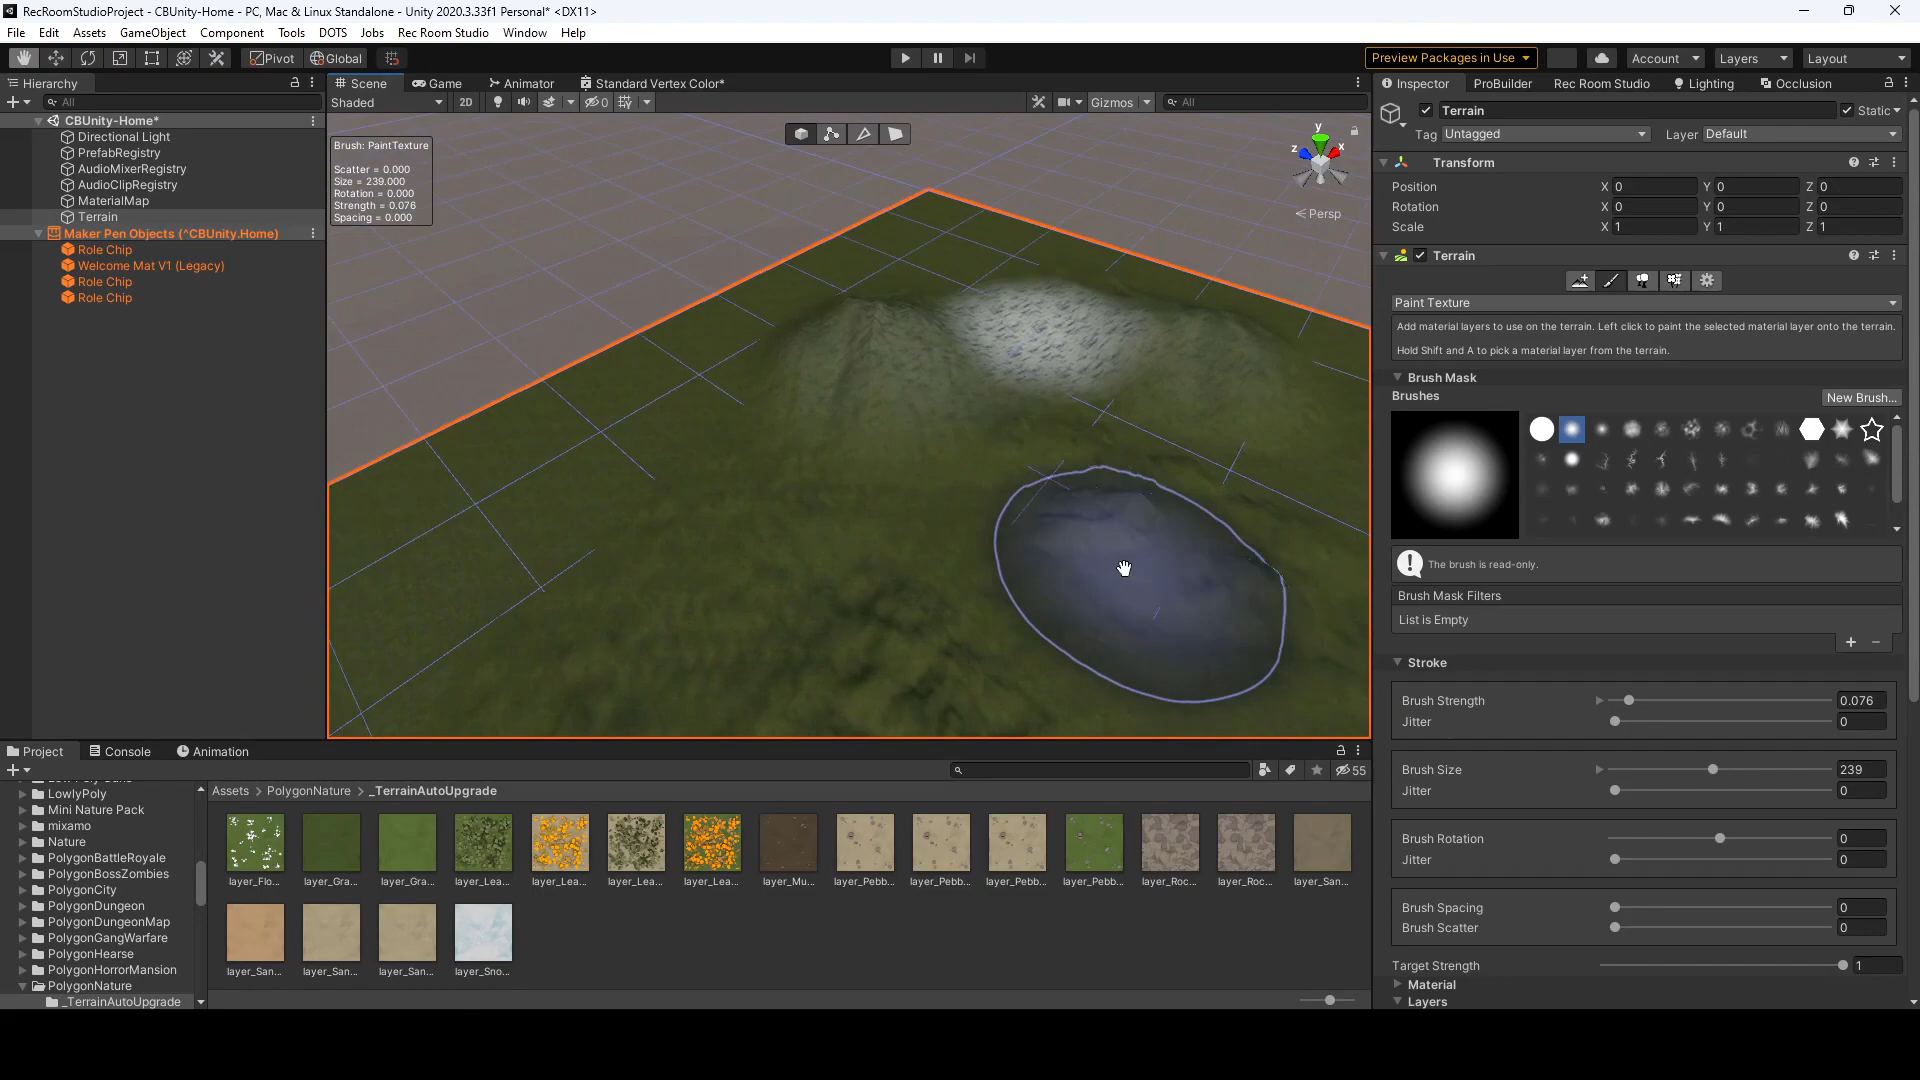 RecRoomStudioProject - CBUnity-Home - PC, Mac & Linux Standalone - Unity 2020.3.33f1 Personal* <DX11>
File Edit Assets GameObject Component Tools DOTS Jobs Rec Room Studio Window Help
Pivot Global Preview Packages in Use Account Layers Layout
Hierarchy
All
CBUnity-Home*
Directional Light
PrefabRegistry
AudioMixerRegistry
AudioClipRegistry
MaterialMap
Terrain
Maker Pen Objects (^CBUnity.Home)
Role Chip
Welcome Mat V1 (Legacy)
Role Chip
Role Chip
Scene Game Animator Standard Vertex Color*
Shaded 2D 0 Gizmos All
Brush: PaintTexture
Scatter = 0.000
Size = 239.000
Rotation = 0.000
Strength = 0.076
Spacing = 0.000
y
z x
Persp
Inspector ProBuilder Rec Room Studio Lighting Occlusion
Terrain Static
Tag Untagged Layer Default
Transform
Position X 0 Y 0 Z 0
Rotation X 0 Y 0 Z 0
Scale X 1 Y 1 Z 1
Terrain
Paint Texture
Add material layers to use on the terrain. Left click to paint the selected material layer onto the terrain.
Hold Shift and A to pick a material layer from the terrain.
Brush Mask
Brushes New Brush...
The brush is read-only.
Brush Mask Filters
List is Empty
Stroke
Brush Strength 0.076
Jitter 0
Brush Size 239
Jitter 0
Brush Rotation 0
Jitter 0
Brush Spacing 0
Brush Scatter 0
Target Strength 1
Material
Layers
Project Console Animation
55
LowlyPoly
Mini Nature Pack
mixamo
Nature
PolygonBattleRoyale
PolygonBossZombies
PolygonCity
PolygonDungeon
PolygonDungeonMap
PolygonGangWarfare
PolygonHearse
PolygonHorrorMansion
PolygonNature
_TerrainAutoUpgrade
Assets > PolygonNature > _TerrainAutoUpgrade
layer_Flo... layer_Gra... layer_Gra... layer_Lea... layer_Lea... layer_Lea... layer_Lea... layer_Mu... layer_Pebb... layer_Pebb... layer_Pebb... layer_Pebb... layer_Roc... layer_Roc... layer_San...
layer_San... layer_San... layer_San... layer_Sno...